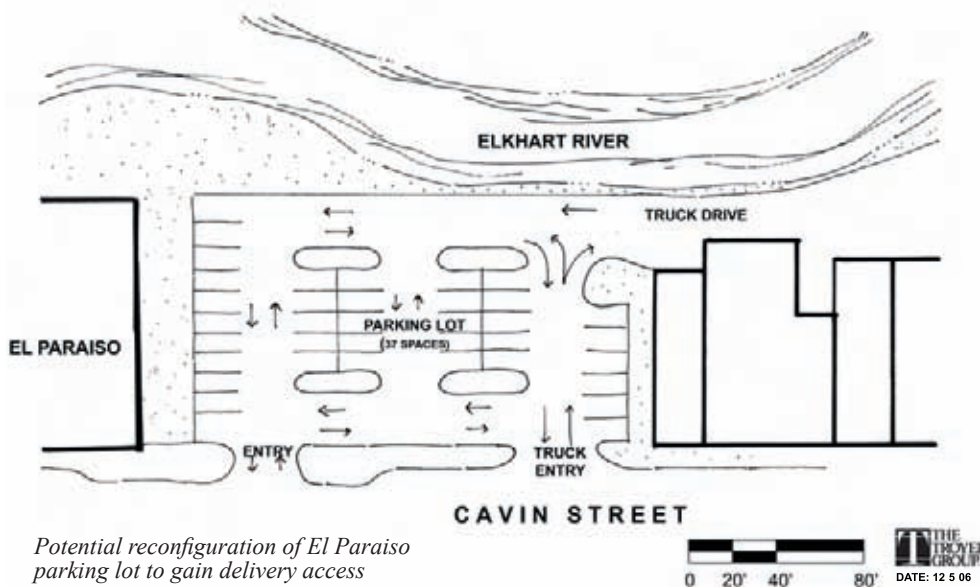 ELKHART RIVER
TRUCK DRIVE
PARKING LOT
(37 SPACES)
EL PARAISO
ENTRY
TRUCK
ENTRY
CAVIN STREET
Potential reconfiguration of El Paraiso
parking lot to gain delivery access
0 20' 40' 80'
THE
TROYER
GROUP
DATE: 12 5 06